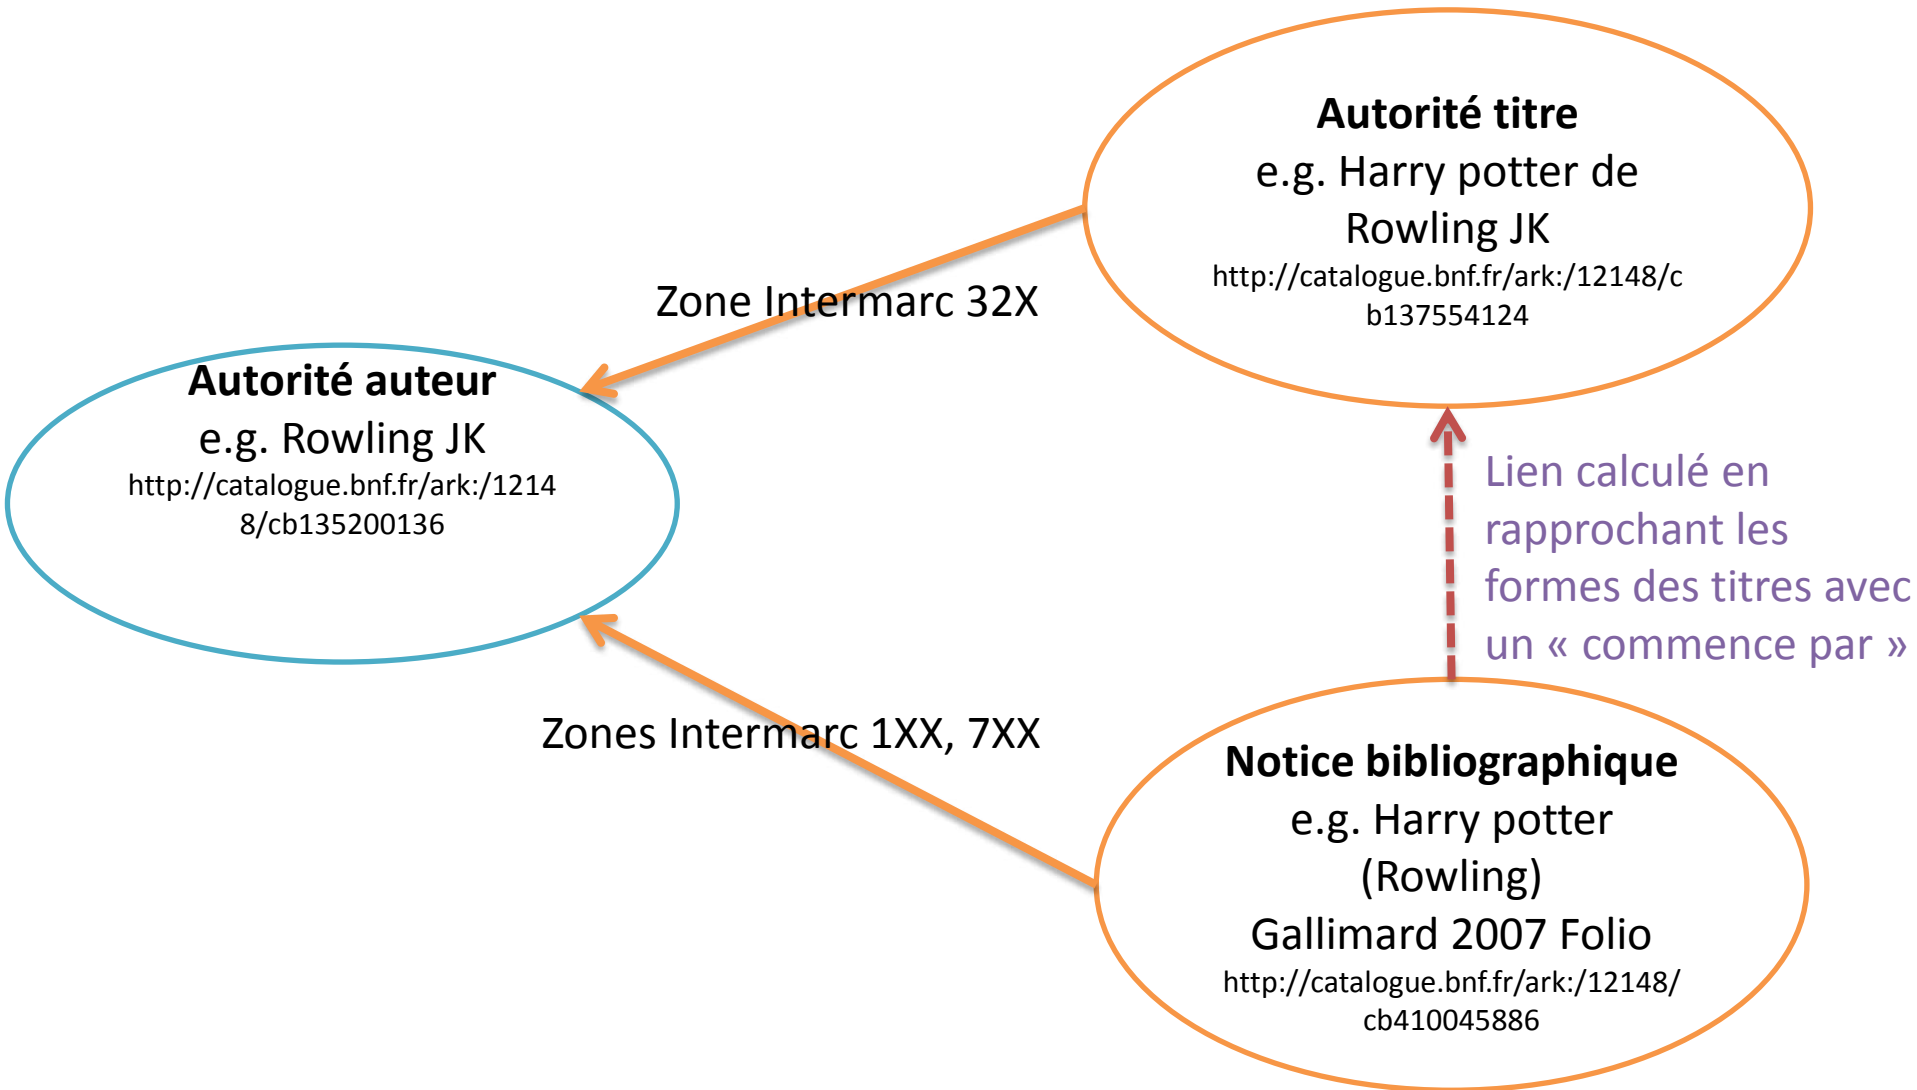 Autorité titre
e.g. Harry potter de
Rowling JK
http://catalogue.bnf.fr/ark:/12148/c
b137554124
Zone Intermarc 32X
Autorité auteur
e.g. Rowling JK
http://catalogue.bnf.fr/ark:/1214
8/cb135200136
Lien calculé en
rapprochant les
formes des titres avec
un « commence par »
Zones Intermarc 1XX, 7XX
Notice bibliographique
e.g. Harry potter
(Rowling)
Gallimard 2007 Folio
http://catalogue.bnf.fr/ark:/12148/
cb410045886